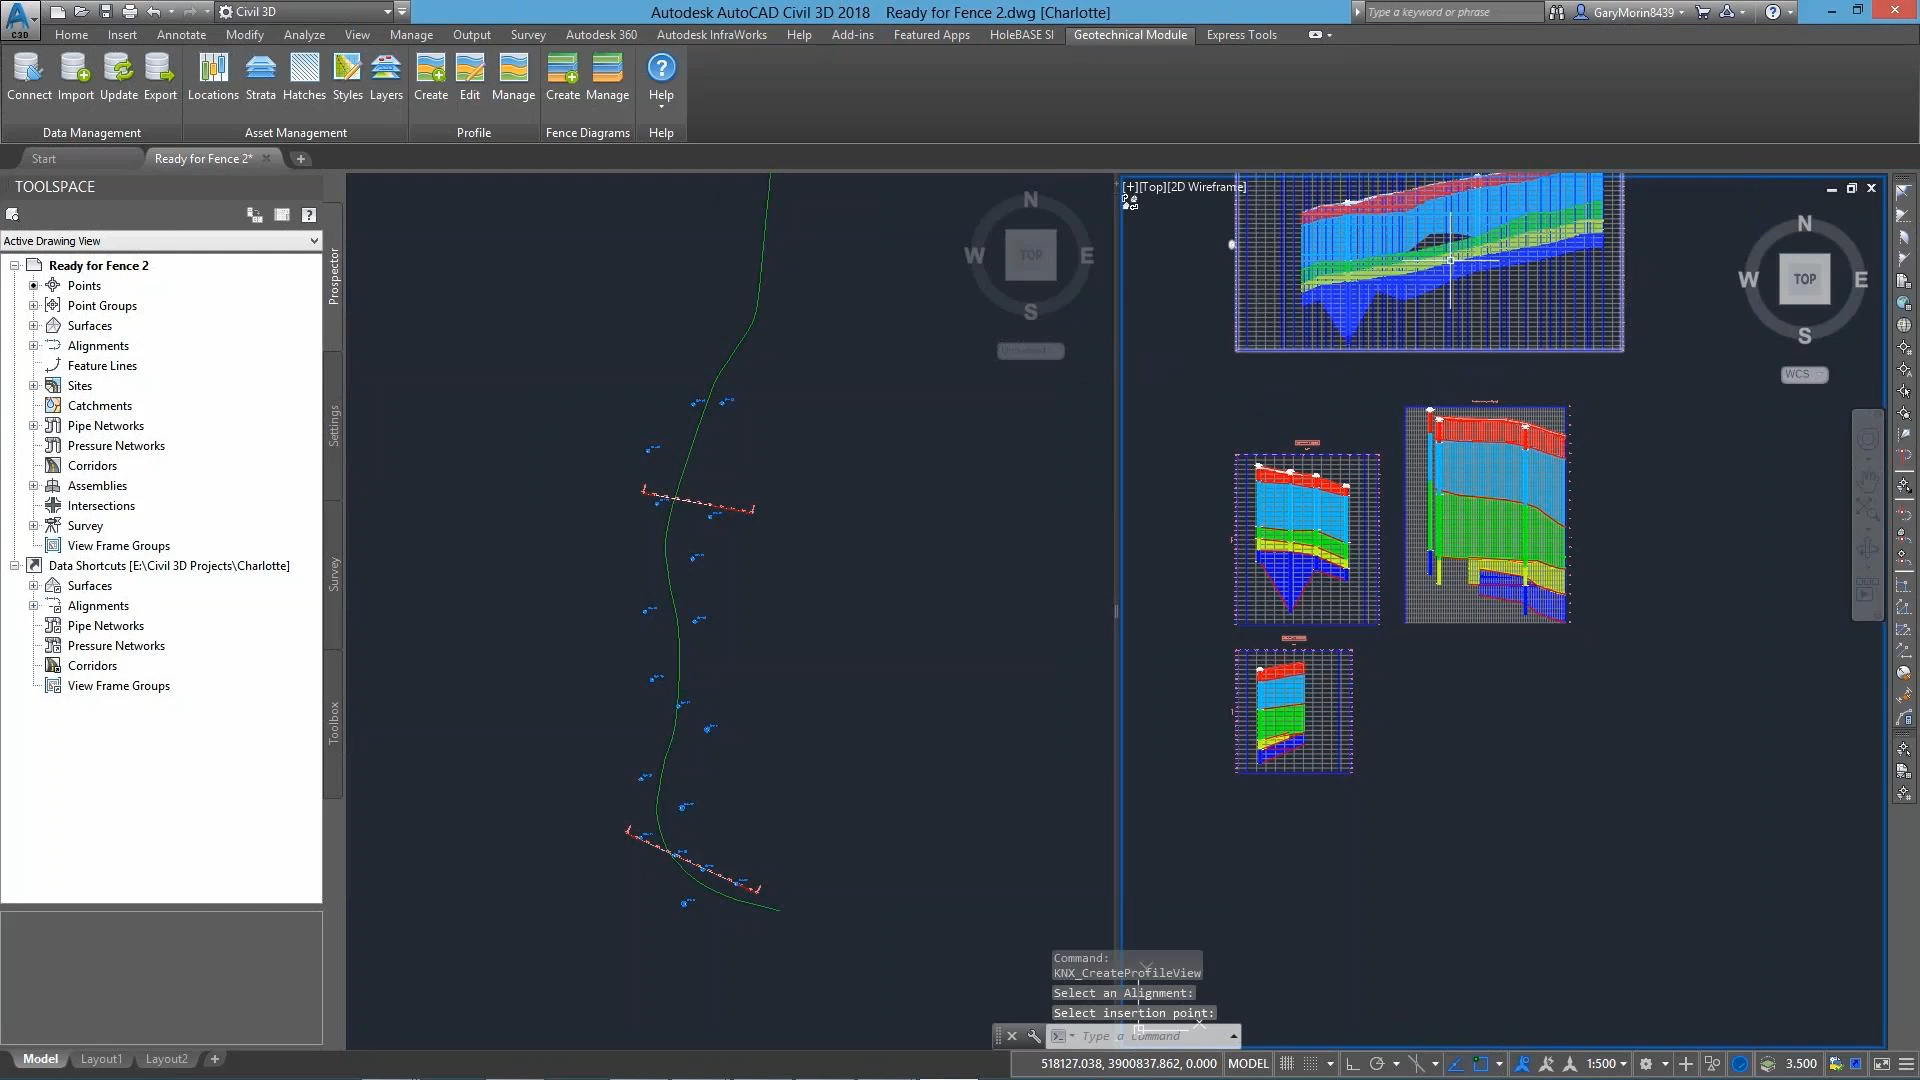 Civil 3D
Autodesk AutoCAD Civil 3D 2018 Ready for Fence 2.dwg [Charlotte]
Type a keyword or phrase
GaryMorin8439
C3D
Home Insert Annotate Modify Analyze View Manage Output Survey Autodesk 360 Autodesk InfraWorks Help Add-ins Featured Apps HoleBASE SI Geotechnical Module Express Tools
Connect Import Update Export Locations Strata Hatches Styles Layers Create Edit Manage Create Manage Help
Data Management Asset Management Profile Fence Diagrams Help
Start Ready for Fence 2*
TOOLSPACE
Active Drawing View
Ready for Fence 2
Points
Point Groups
Surfaces
Alignments
Feature Lines
Sites
Catchments
Pipe Networks
Pressure Networks
Corridors
Assemblies
Intersections
Survey
View Frame Groups
Data Shortcuts [E:\Civil 3D Projects\Charlotte]
Surfaces
Alignments
Pipe Networks
Pressure Networks
Corridors
View Frame Groups
Prospector
Settings
Survey
Toolbox
N
W TOP E
S
[+][Top][2D Wireframe]
N
W TOP E
S
WCS
Command:
KNX_CreateProfileView
Select an Alignment:
Select insertion point:
Type a command
Model Layout1 Layout2
518127.038, 3900837.862, 0.000 MODEL 1:500 3.500